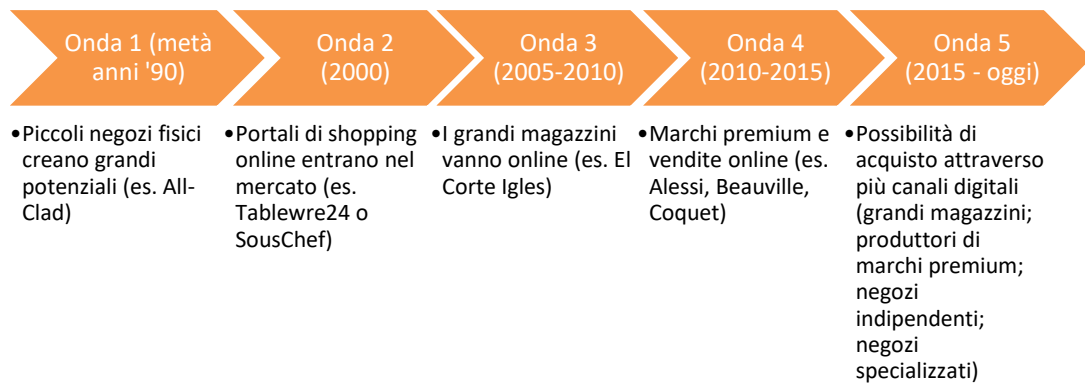 Onda 1 (metà
anni '90)
•Piccoli negozi fisici
creano grandi
potenziali (es. All-
Clad)
Onda 2
(2000)
•Portali di shopping
online entrano nel
mercato (es.
Tablewre24 o
SousChef)
Onda 3
(2005-2010)
•I grandi magazzini
vanno online (es. El
Corte Igles)
Onda 4
(2010-2015)
•Marchi premium e
vendite online (es.
Alessi, Beauville,
Coquet)
Onda 5
(2015 - oggi)
•Possibilità di
acquisto attraverso
più canali digitali
(grandi magazzini;
produttori di
marchi premium;
negozi
indipendenti;
negozi
specializzati)